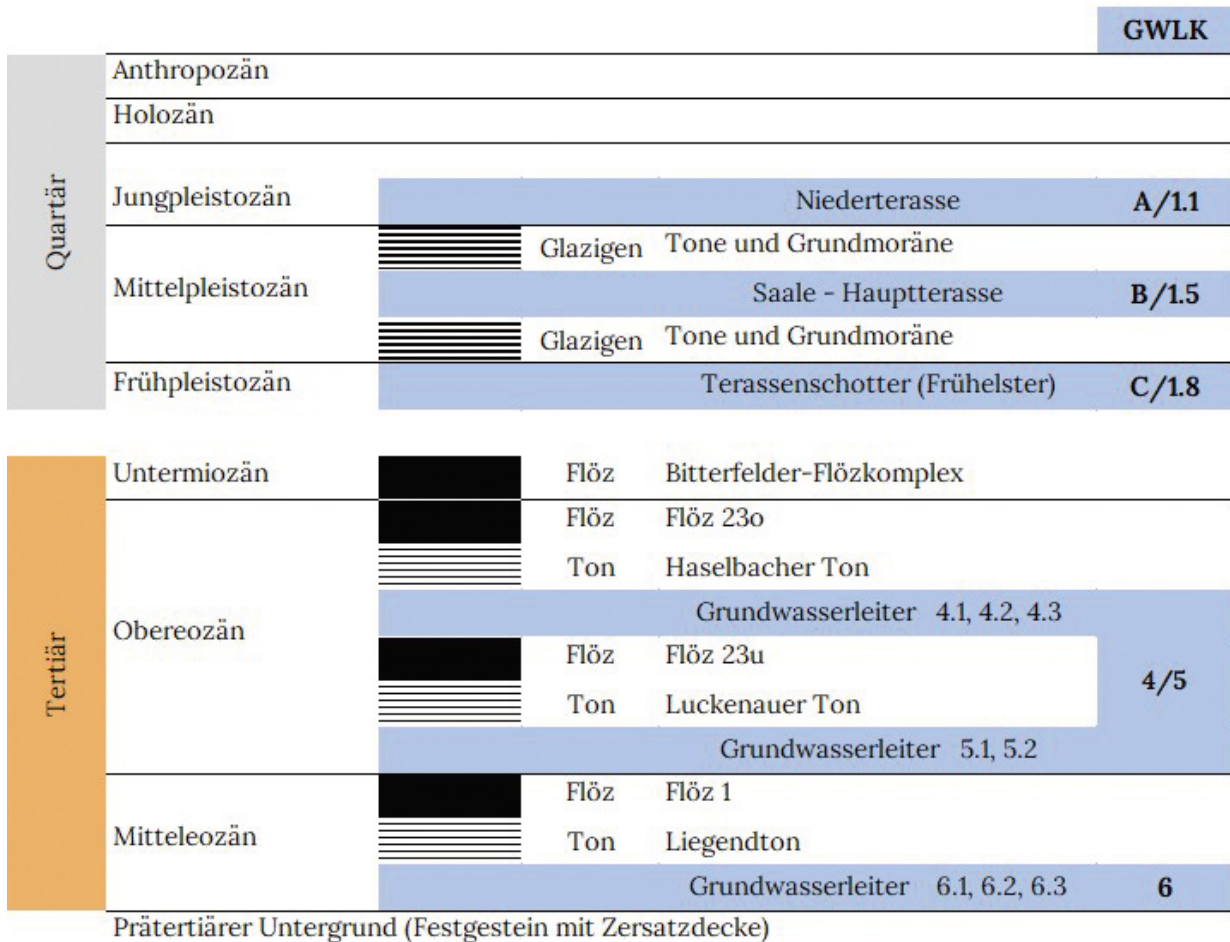 GWLK
Quartär
Anthropozän
Holozän
Jungpleistozän Niederterasse A/1.1
Glazigen Tone und Grundmoräne
Mittelpleistozän Saale - Hauptterasse B/1.5
Glazigen Tone und Grundmoräne
Frühpleistozän Terassenschotter (Frühelster) C/1.8
Tertiär
Untermiozän Flöz Bitterfelder-Flözkomplex
Flöz Flöz 23o
Ton Haselbacher Ton
Grundwasserleiter 4.1, 4.2, 4.3
Obereozän
Flöz Flöz 23u
4/5
Ton Luckenauer Ton
Grundwasserleiter 5.1, 5.2
Flöz Flöz 1
Mitteleozän Ton Liegendton
Grundwasserleiter 6.1, 6.2, 6.3 6
Prätertiärer Untergrund (Festgestein mit Zersatzdecke)